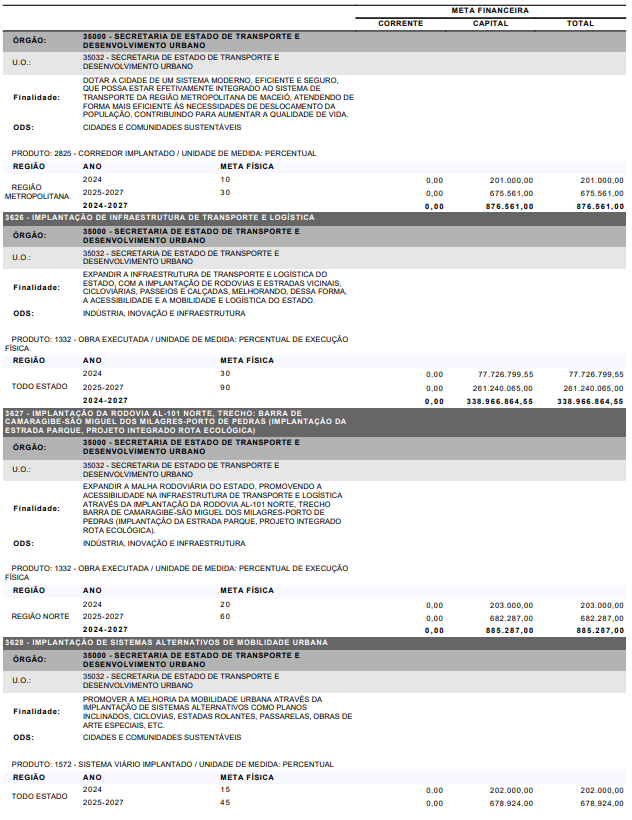 META FINANCEIRA
CORRENTE CAPITAL TOTAL
ÓRGÃO: 35000 - SECRETARIA DE ESTADO DE TRANSPORTE E
DESENVOLVIMENTO URBANO
U.O.: 35032 - SECRETARIA DE ESTADO DE TRANSPORTE E
DESENVOLVIMENTO URBANO
Finalidade: DOTAR A CIDADE DE UM SISTEMA MODERNO, EFICIENTE E SEGURO,
QUE POSSA ESTAR EFETIVAMENTE INTEGRADO AO SISTEMA DE
TRANSPORTE DA REGIÃO METROPOLITANA DE MACEIÓ, ATENDENDO DE
FORMA MAIS EFICIENTE ÀS NECESSIDADES DE DESLOCAMENTO DA
POPULAÇÃO, CONTRIBUINDO PARA AUMENTAR A QUALIDADE DE VIDA.
ODS: CIDADES E COMUNIDADES SUSTENTÁVEIS
PRODUTO: 2825 - CORREDOR IMPLANTADO / UNIDADE DE MEDIDA: PERCENTUAL
REGIÃO ANO META FÍSICA
REGIÃO METROPOLITANA 2024 10 0,00 201.000,00 201.000,00
2025-2027 30 0,00 675.561,00 675.561,00
2024-2027 0,00 876.561,00 876.561,00
3626 - IMPLANTAÇÃO DE INFRAESTRUTURA DE TRANSPORTE E LOGÍSTICA
ÓRGÃO: 35000 - SECRETARIA DE ESTADO DE TRANSPORTE E
DESENVOLVIMENTO URBANO
U.O.: 35032 - SECRETARIA DE ESTADO DE TRANSPORTE E
DESENVOLVIMENTO URBANO
Finalidade: EXPANDIR A INFRAESTRUTURA DE TRANSPORTE E LOGÍSTICA DO
ESTADO, COM A IMPLANTAÇÃO DE RODOVIAS E ESTRADAS VICINAIS,
CICLOVIÁRIAS, PASSEIOS E CALÇADAS, MELHORANDO, DESSA FORMA,
A ACESSIBILIDADE E A MOBILIDADE E LOGÍSTICA DO ESTADO.
ODS: INDÚSTRIA, INOVAÇÃO E INFRAESTRUTURA
PRODUTO: 1332 - OBRA EXECUTADA / UNIDADE DE MEDIDA: PERCENTUAL DE EXECUÇÃO
FÍSICA
REGIÃO ANO META FÍSICA
2024 30 0,00 77.726.799,55 77.726.799,55
TODO ESTADO 2025-2027 90 0,00 261.240.065,00 261.240.065,00
2024-2027 0,00 338.966.864,55 338.966.864,55
3627 - IMPLANTAÇÃO DA RODOVIA AL-101 NORTE, TRECHO: BARRA DE
CAMARAGIBE-SÃO MIGUEL DOS MILAGRES-PORTO DE PEDRAS (IMPLANTAÇÃO DA
ESTRADA PARQUE, PROJETO INTEGRADO ROTA ECOLÓGICA)
ÓRGÃO: 35000 - SECRETARIA DE ESTADO DE TRANSPORTE E
DESENVOLVIMENTO URBANO
U.O.: 35032 - SECRETARIA DE ESTADO DE TRANSPORTE E
DESENVOLVIMENTO URBANO
Finalidade: EXPANDIR A MALHA RODOVIÁRIA DO ESTADO, PROMOVENDO A
ACESSIBILIDADE NA INFRAESTRUTURA DE TRANSPORTE E LOGÍSTICA
ATRAVÉS DA IMPLANTAÇÃO DA RODOVIA AL-101 NORTE, TRECHO
BARRA DE CAMARAGIBE-SÃO MIGUEL DOS MILAGRES-PORTO DE
PEDRAS (IMPLANTAÇÃO DA ESTRADA PARQUE, PROJETO INTEGRADO
ROTA ECOLÓGICA).
ODS: INDÚSTRIA, INOVAÇÃO E INFRAESTRUTURA
PRODUTO: 1332 - OBRA EXECUTADA / UNIDADE DE MEDIDA: PERCENTUAL DE EXECUÇÃO
FÍSICA
REGIÃO ANO META FÍSICA
2024 20 0,00 203.000,00 203.000,00
REGIÃO NORTE 2025-2027 60 0,00 682.287,00 682.287,00
2024-2027 0,00 885.287,00 885.287,00
3628 - IMPLANTAÇÃO DE SISTEMAS ALTERNATIVOS DE MOBILIDADE URBANA
ÓRGÃO: 35000 - SECRETARIA DE ESTADO DE TRANSPORTE E
DESENVOLVIMENTO URBANO
U.O.: 35032 - SECRETARIA DE ESTADO DE TRANSPORTE E
DESENVOLVIMENTO URBANO
Finalidade: PROMOVER A MELHORIA DA MOBILIDADE URBANA ATRAVÉS DA
IMPLANTAÇÃO DE SISTEMAS ALTERNATIVOS COMO PLANOS
INCLINADOS, CICLOVIAS, ESTADAS ROLANTES, PASSARELAS, OBRAS DE
ARTE ESPECIAIS, ETC.
ODS: CIDADES E COMUNIDADES SUSTENTÁVEIS
PRODUTO: 1572 - SISTEMA VIÁRIO IMPLANTADO / UNIDADE DE MEDIDA: PERCENTUAL
REGIÃO ANO META FÍSICA
TODO ESTADO 2024 15 0,00 202.000,00 202.000,00
2025-2027 45 0,00 678.924,00 678.924,00